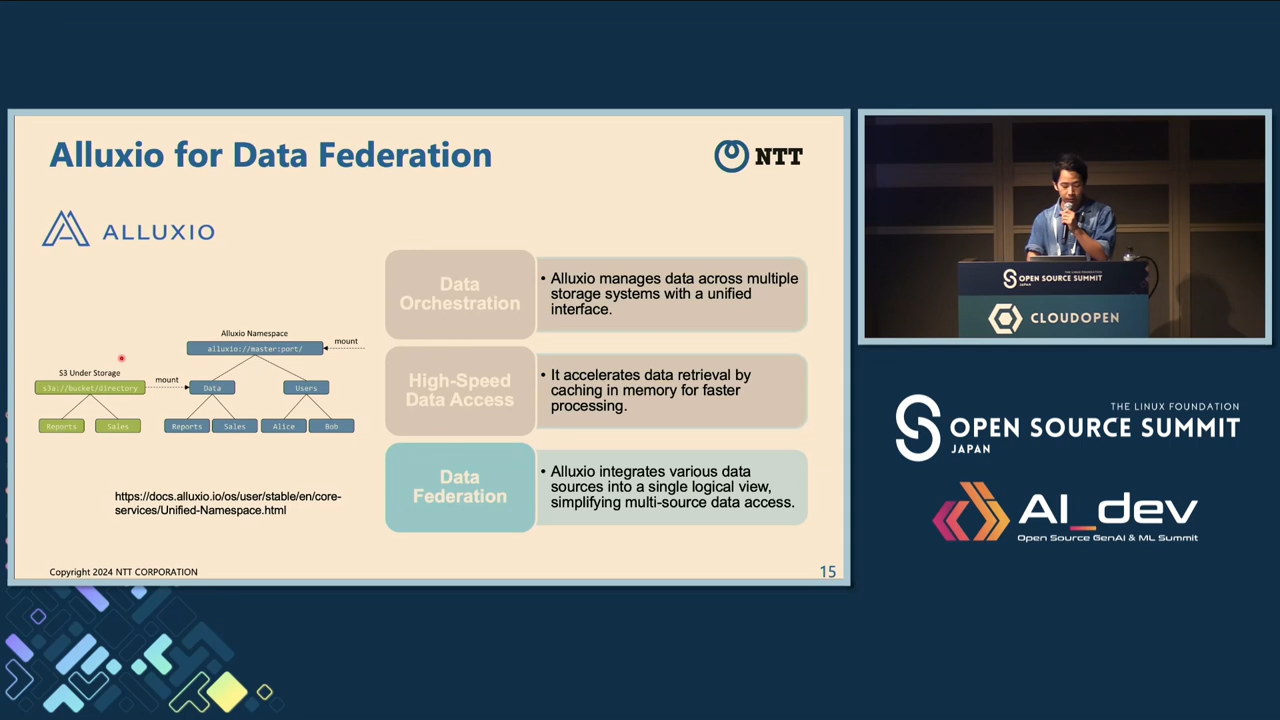 Alluxio for Data Federation
NTT
ALLUXIO
Alluxio Namespace
alluxio://master:port/
mount
S3 Under Storage
s3a://bucket/directory
mount
Data
Users
Reports
Sales
Reports
Sales
Alice
Bob
https://docs.alluxio.io/os/user/stable/en/core-
services/Unified-Namespace.html
Data
Orchestration
• Alluxio manages data across multiple
storage systems with a unified
interface.
High-Speed
Data Access
• It accelerates data retrieval by
caching in memory for faster
processing.
Data
Federation
• Alluxio integrates various data
sources into a single logical view,
simplifying multi-source data access.
Copyright 2024 NTT CORPORATION
15
THE LINUX FOUNDATION
OPEN SOURCE SUMMIT
JAPAN
CLOUDOPEN
THE LINUX FOUNDATION
OPEN SOURCE SUMMIT
JAPAN
AI_dev
Open Source GenAI & ML Summit